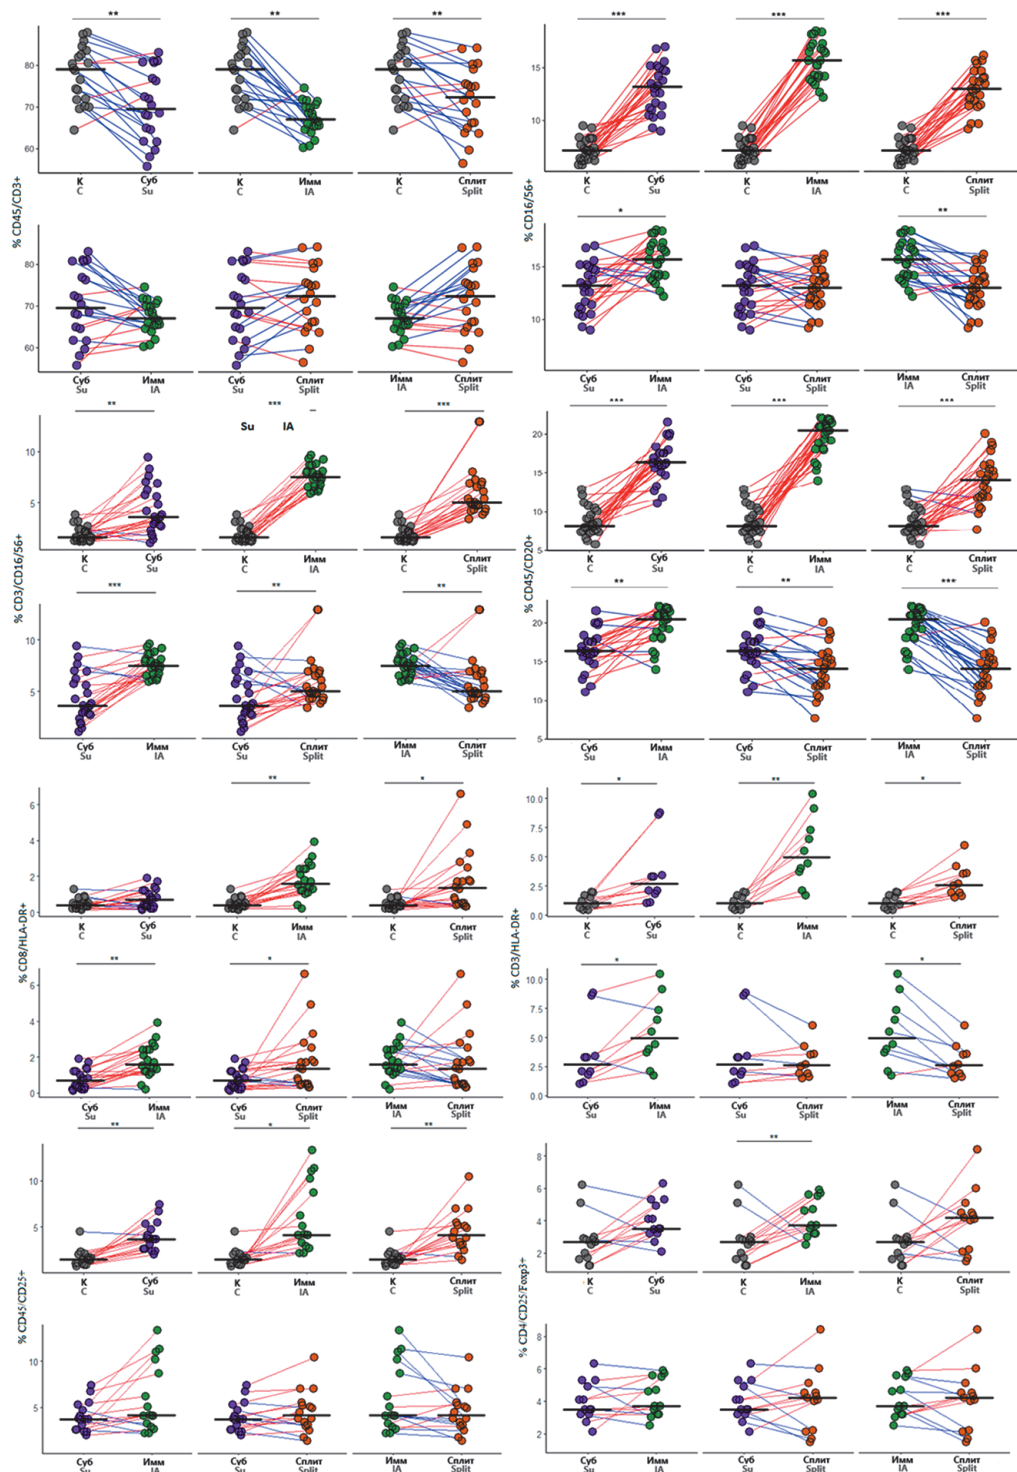 % CD45/CD3+
** ** **
80
70
60
К Суб К Имм К Сплит
C Su C IA C Split
80
70
60
Суб Имм Суб Сплит Имм Сплит
Su IA Su Split IA Split
% CD16/56+
*** *** ***
15
10
К Суб К Имм К Сплит
C Su C IA C Split
* **
15
10
Суб Имм Суб Сплит Имм Сплит
Su IA Su Split IA Split
% CD3/CD16/56+
** *** ***
Su IA
10
5
К Суб К Имм К Сплит
C Su C IA C Split
*** ** **
10
5
Суб Имм Суб Сплит Имм Сплит
Su IA Su Split IA Split
% CD45/CD20+
*** *** ***
20
15
10
5
К Суб К Имм К Сплит
C Su C IA C Split
** ** ***
20
15
10
5
Суб Имм Суб Сплит Имм Сплит
Su IA Su Split IA Split
% CD8/HLA-DR+
** *
6
4
2
0
К Суб К Имм К Сплит
C Su C IA C Split
** *
6
4
2
0
Суб Имм Суб Сплит Имм Сплит
Su IA Su Split IA Split
% CD3/HLA-DR+
* ** *
10.0
7.5
5.0
2.5
0.0
К Суб К Имм К Сплит
C Su C IA C Split
* *
10.0
7.5
5.0
2.5
0.0
Суб Имм Суб Сплит Имм Сплит
Su IA Su Split IA Split
% CD45/CD25+
** * **
10
5
К Суб К Имм К Сплит
C Su C IA C Split
10
5
Суб Имм Суб Сплит Имм Сплит
Su IA Su Split IA Split
% CD4/CD25/Foxp3+
**
8
6
4
2
К Суб К Имм К Сплит
C Su C IA C Split
8
6
4
2
Суб Имм Суб Сплит Имм Сплит
Su IA Su Split IA Split